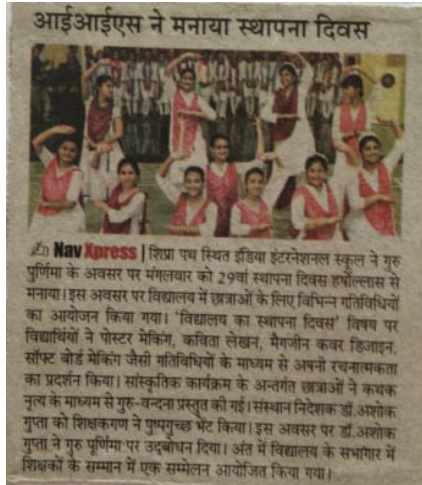 आईआईएस ने मनाया स्थापना दिवस
Nav Xpress | शिप्रा पथ स्थित इंडिया इंटरनेशनल स्कूल ने गुरु
पुर्णिमा के अवसर पर मंगलवार को 29वां स्थापना दिवस हर्षोल्लास से
मनाया। इस अवसर पर विद्यालय में छात्राओं के लिए विभिन्न गतिविधियों
का आयोजन किया गया। 'विद्यालय का स्थापना दिवस' विषय पर
विद्यार्थियों ने पोस्टर मेकिंग, कविता लेखन, मैगजीन कवर डिजाइन,
सॉफ्ट बोर्ड मेकिंग जैसी गतिविधियों के माध्यम से अपनी रचनात्मकता
का प्रदर्शन किया। सांस्कृतिक कार्यक्रम के अन्तर्गत छात्राओं ने कथक
नृत्य के माध्यम से गुरु-वन्दना प्रस्तुत की गई। संस्थान निदेशक डॉ. अशोक
गुप्ता को शिक्षकगण ने पुष्पगुच्छ भेंट किया। इस अवसर पर डॉ. अशोक
गुप्ता ने गुरु पूर्णिमा पर उद्बोधन दिया। अंत में विद्यालय के सभागार में
शिक्षकों के सम्मान में एक सम्मेलन आयोजित किया गया।